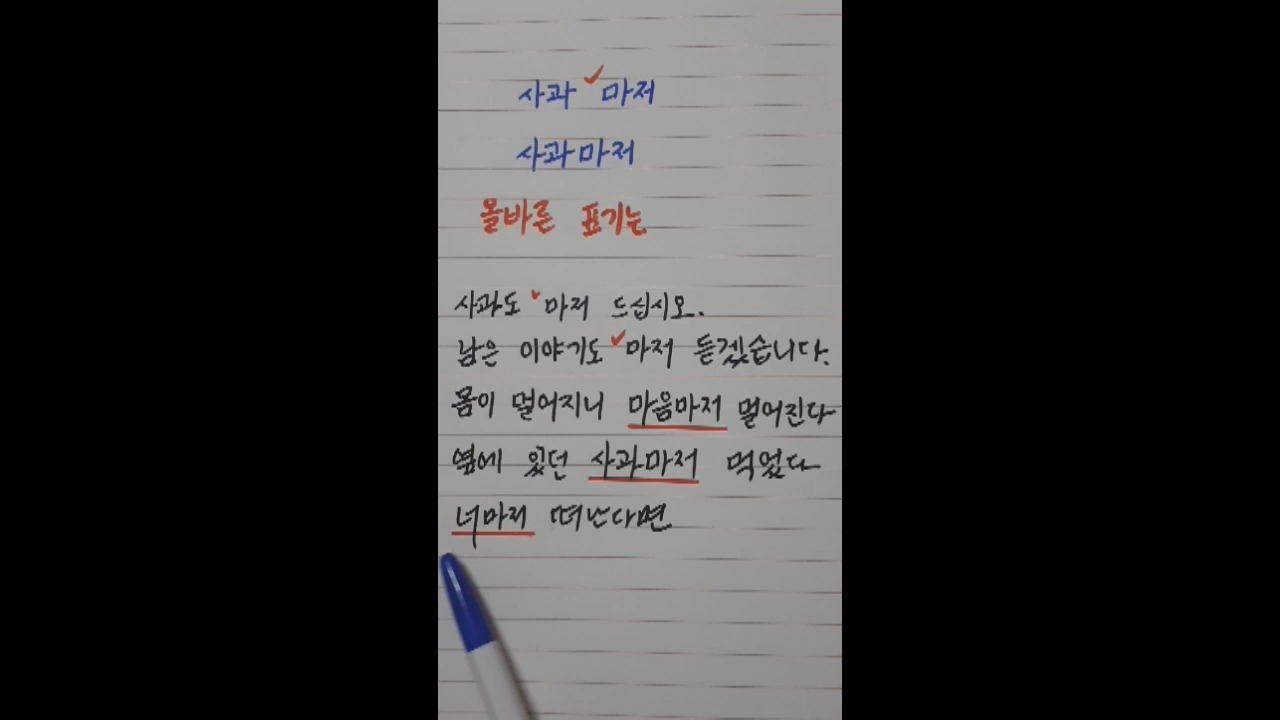 사과 마저
사과마저
올바른 표기는
사과도 마저 드십시오.
남은 이야기도 마저 듣겠습니다.
몸이 멀어지니 마음마저 멀어진다
옆에 있던 사과마저 먹었다
너마저 떠난다면